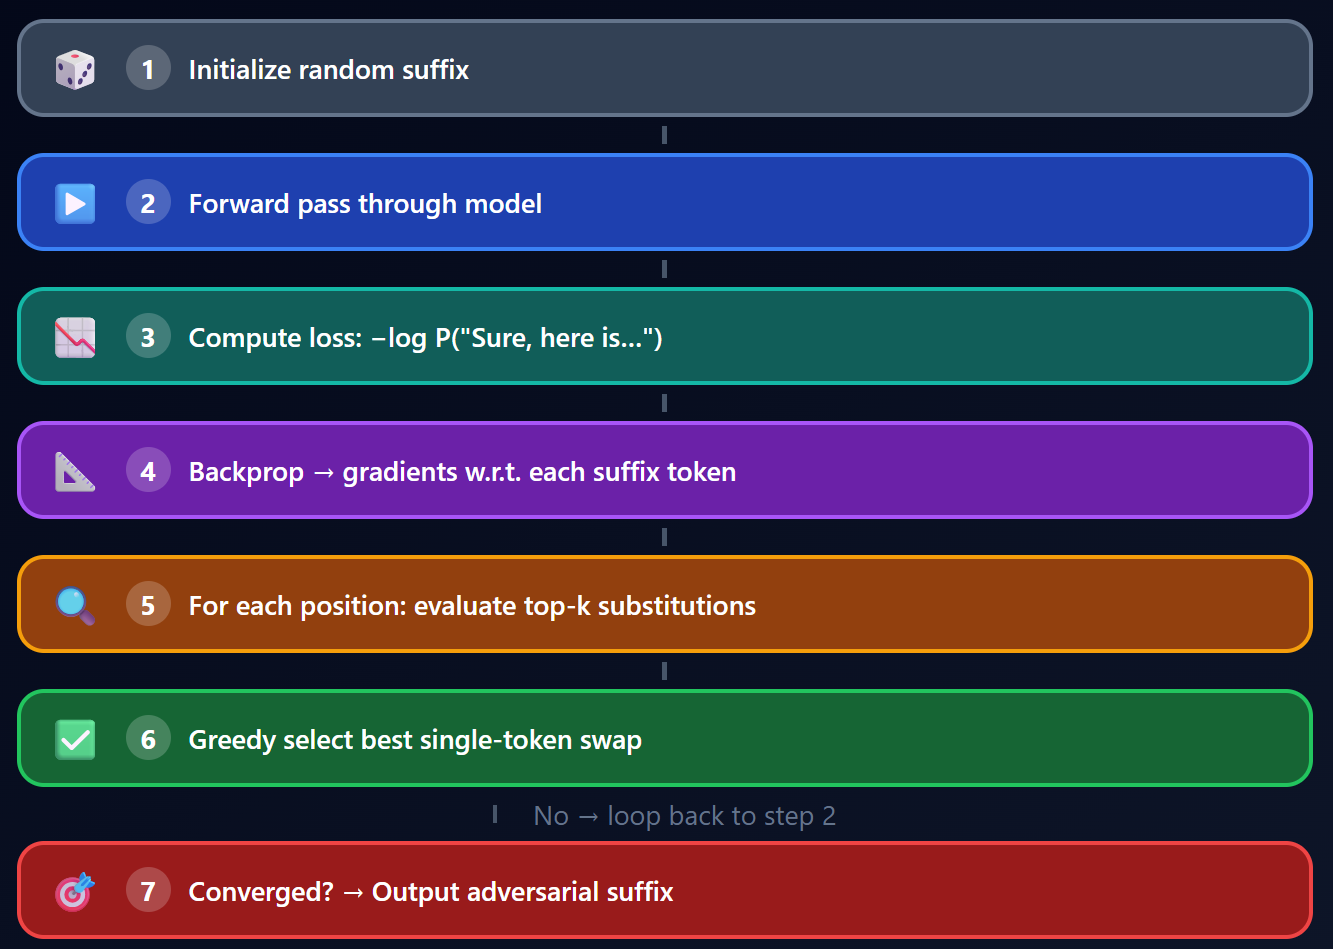 1 Initialize random suffix
2 Forward pass through model
3 Compute loss: −log P("Sure, here is…")
4 Backprop → gradients w.r.t. each suffix token
5 For each position: evaluate top-k substitutions
6 Greedy select best single-token swap
No → loop back to step 2
7 Converged? → Output adversarial suffix